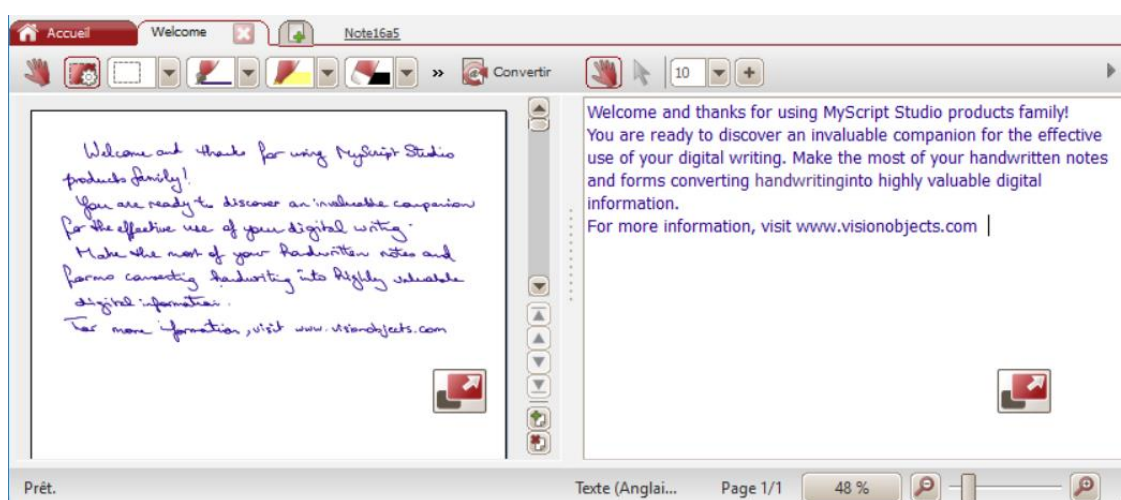 Accueil
Welcome
Note16a5
Convertir
10
Welcome and thanks for using MyScript Studio
products family!
You are ready to discover an invaluable companion
for the effective use of your digital writing.
Make the most of your handwritten notes and
forms converting handwriting into highly valuable
digital information.
For more information, visit www.visionobjects.com
Welcome and thanks for using MyScript Studio products family!
You are ready to discover an invaluable companion for the effective
use of your digital writing. Make the most of your handwritten notes
and forms converting handwritinginto highly valuable digital
information.
For more information, visit www.visionobjects.com
Prêt.
Texte (Anglai...
Page 1/1
48 %